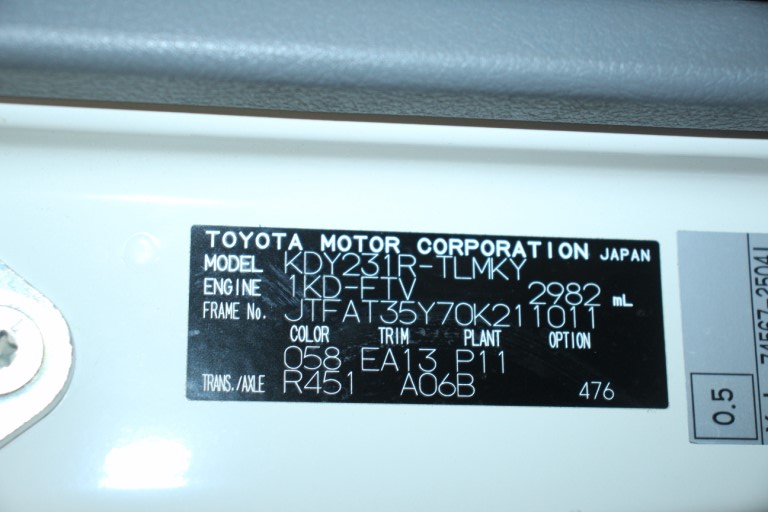 TOYOTA MOTOR CORPORATION JAPAN
MODEL KDY231R-TLMKY
ENGINE 1KD-FTV 2982 mL
FRAME No. JTFAT35Y70K211011
COLOR TRIM PLANT OPTION
058 EA13 P11
TRANS./AXLE R451 A06B 476
0.5